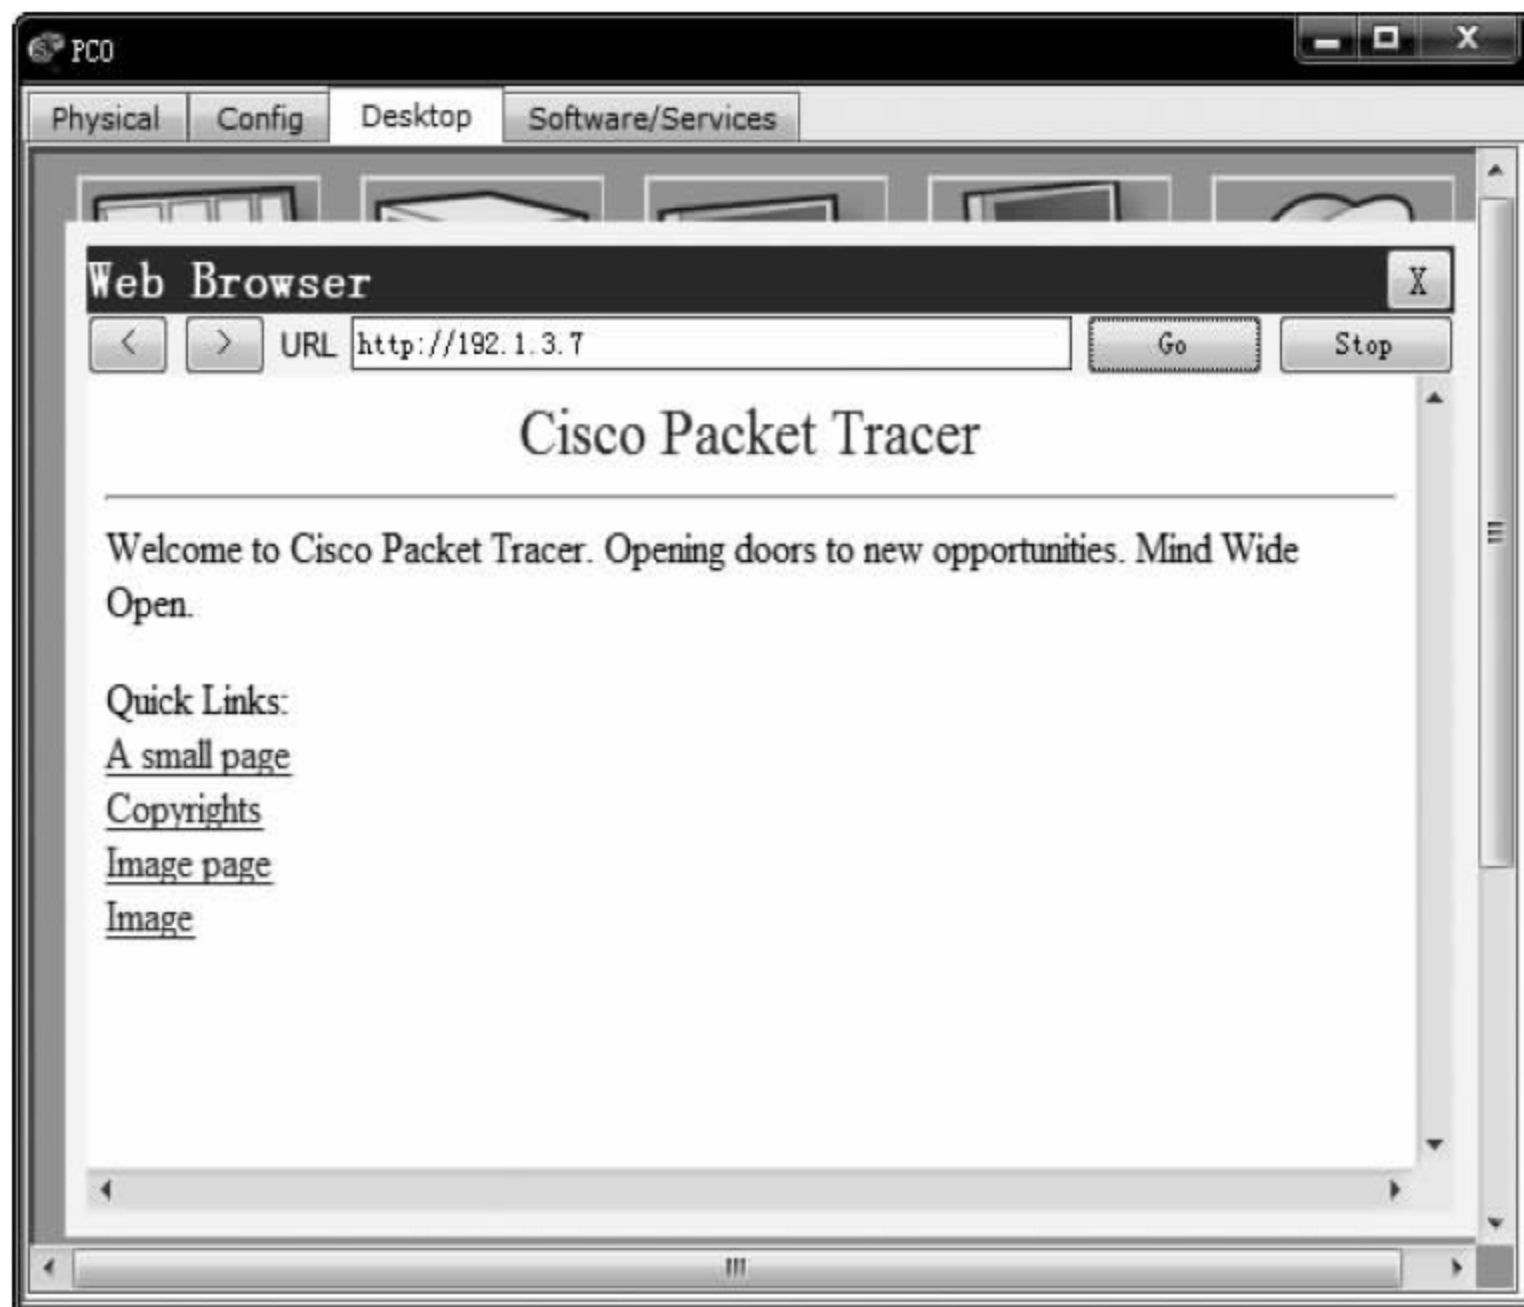 PC0
Physical Config Desktop Software/Services
Web Browser
X
< > URL http://192.1.3.7 Go Stop
Cisco Packet Tracer
Welcome to Cisco Packet Tracer. Opening doors to new opportunities. Mind Wide
Open.
Quick Links:
A small page
Copyrights
Image page
Image